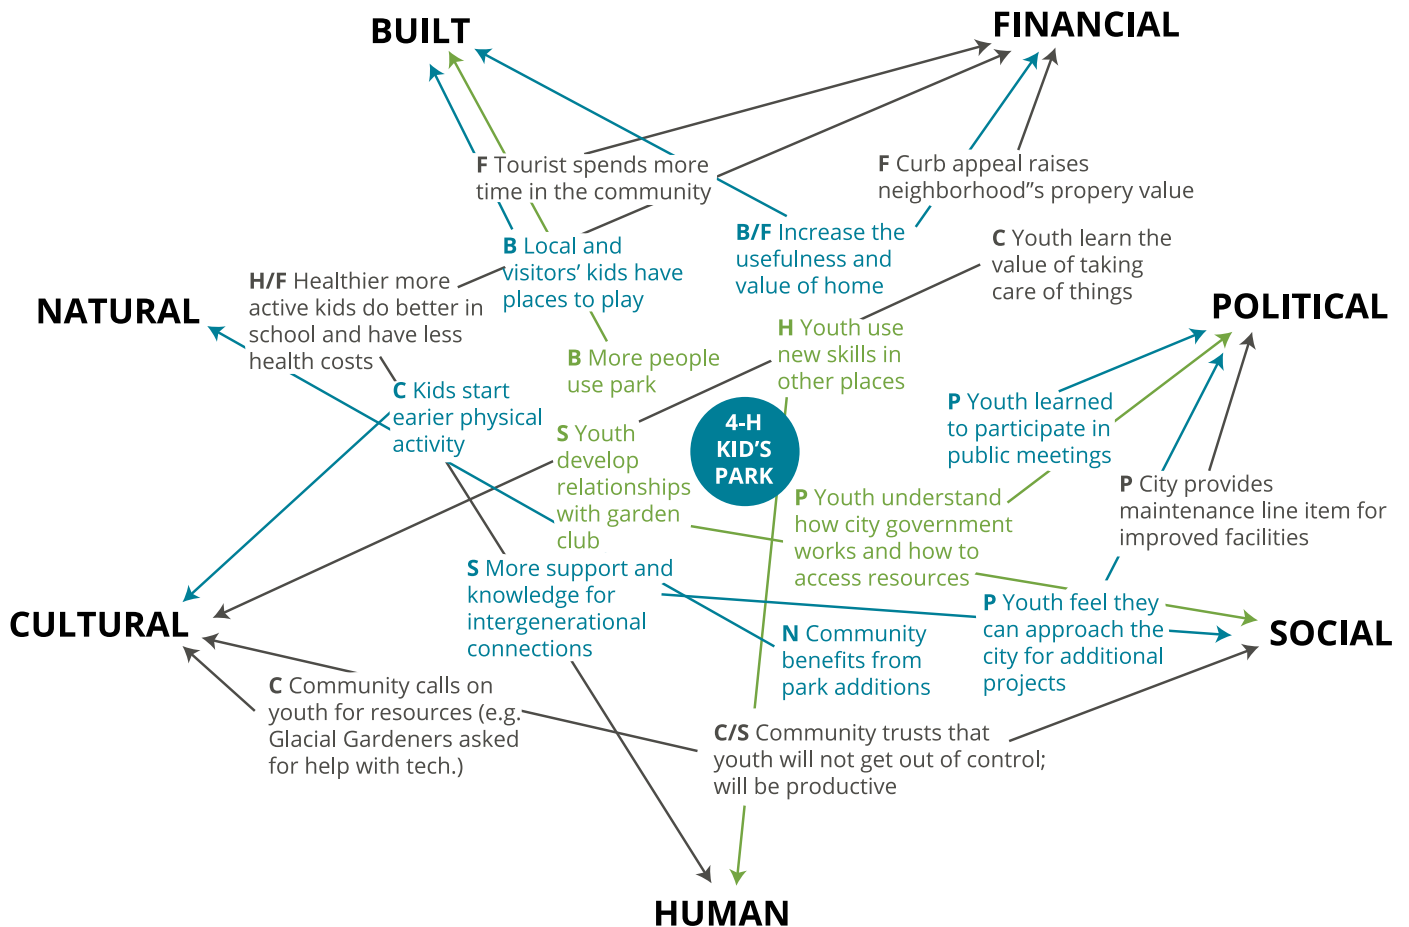 BUILT
FINANCIAL
F Tourist spends more
time in the community
F Curb appeal raises
neighborhood"s propery value
B Local and
visitors' kids have
places to play
B/F Increase the
usefulness and
value of home
C Youth learn the
value of taking
care of things
H/F Healthier more
active kids do better in
school and have less
health costs
NATURAL
POLITICAL
H Youth use
new skills in
other places
B More people
use park
C Kids start
earier physical
activity
P Youth learned
to participate in
public meetings
4-H
KID'S
PARK
S Youth
develop
relationships
with garden
club
P Youth understand
how city government
works and how to
access resources
P City provides
maintenance line item for
improved facilities
S More support and
knowledge for
intergenerational
connections
P Youth feel they
can approach the
city for additional
projects
CULTURAL
SOCIAL
N Community
benefits from
park additions
C Community calls on
youth for resources (e.g.
Glacial Gardeners asked
for help with tech.)
C/S Community trusts that
youth will not get out of control;
will be productive
HUMAN